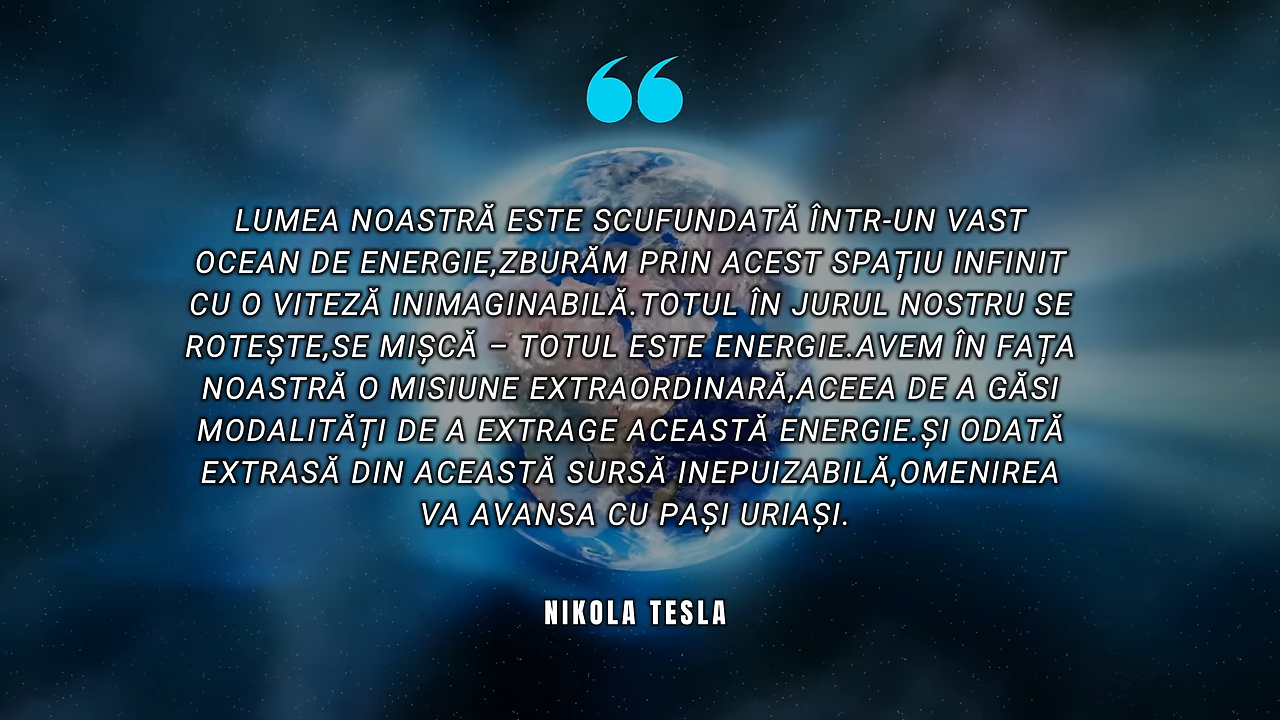 LUMEA NOASTRĂ ESTE SCUFUNDATĂ ÎNTR-UN VAST
OCEAN DE ENERGIE,ZBURĂM PRIN ACEST SPAȚIU INFINIT
CU O VITEZĂ INIMAGINABILĂ.TOTUL ÎN JURUL NOSTRU SE
ROTEȘTE,SE MIȘCĂ – TOTUL ESTE ENERGIE.AVEM ÎN FAȚA
NOASTRĂ O MISIUNE EXTRAORDINARĂ,ACEEA DE A GĂSI
MODALITĂȚI DE A EXTRAGE ACEASTĂ ENERGIE.ȘI ODATĂ
EXTRASĂ DIN ACEASTĂ SURSĂ INEPUIZABILĂ,OMENIREA
VA AVANSA CU PAȘI URIAȘI.
NIKOLA TESLA